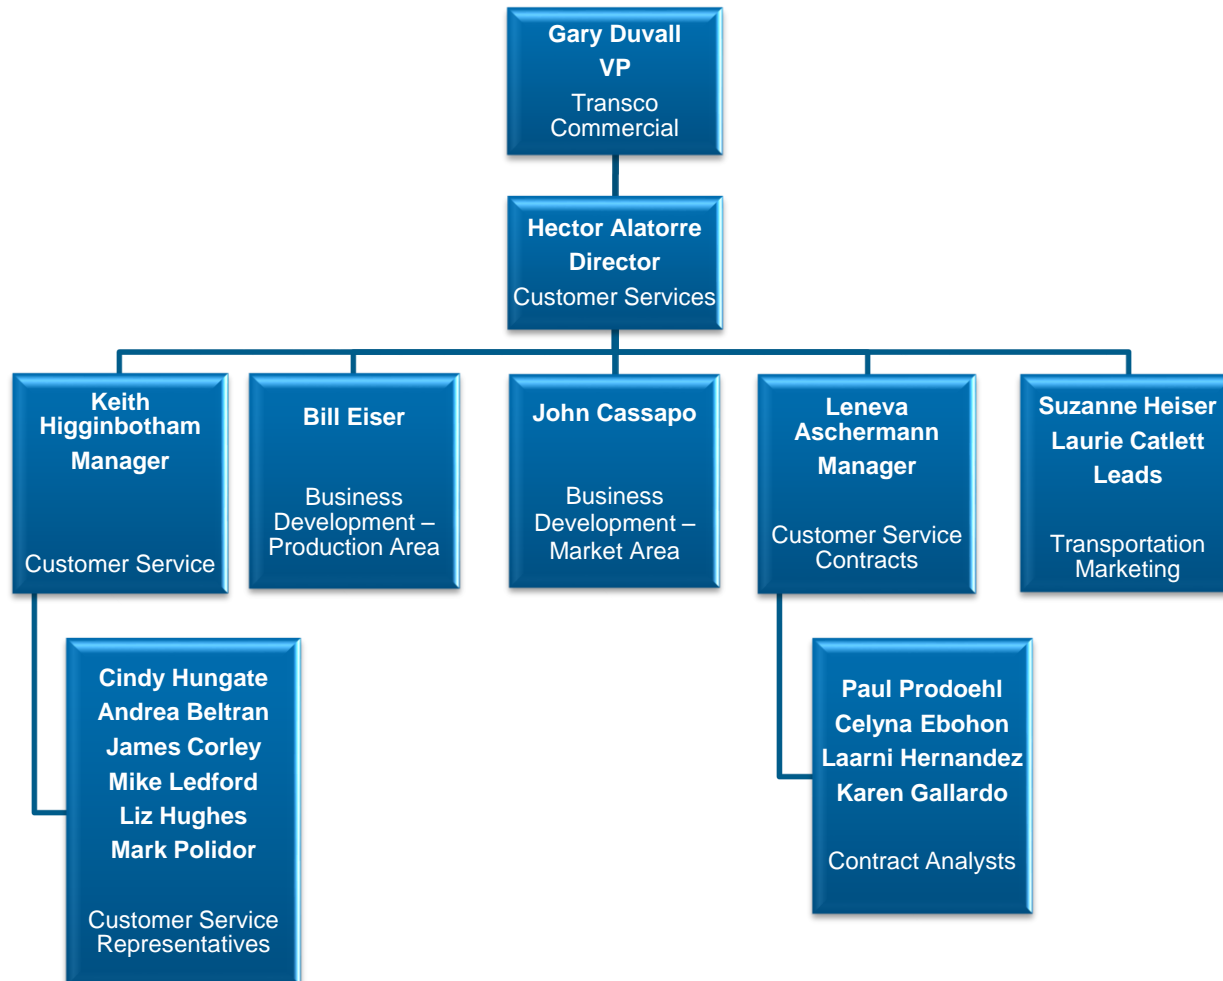 Gary Duvall
VP
Transco
Commercial
Hector Alatorre
Director
Customer Services
Keith
Higginbotham
Manager
Customer Service
Bill Eiser
Business
Development –
Production Area
John Cassapo
Business
Development –
Market Area
Leneva
Aschermann
Manager
Customer Service
Contracts
Suzanne Heiser
Laurie Catlett
Leads
Transportation
Marketing
Cindy Hungate
Andrea Beltran
James Corley
Mike Ledford
Liz Hughes
Mark Polidor
Customer Service
Representatives
Paul Prodoehl
Celyna Ebohon
Laarni Hernandez
Karen Gallardo
Contract Analysts